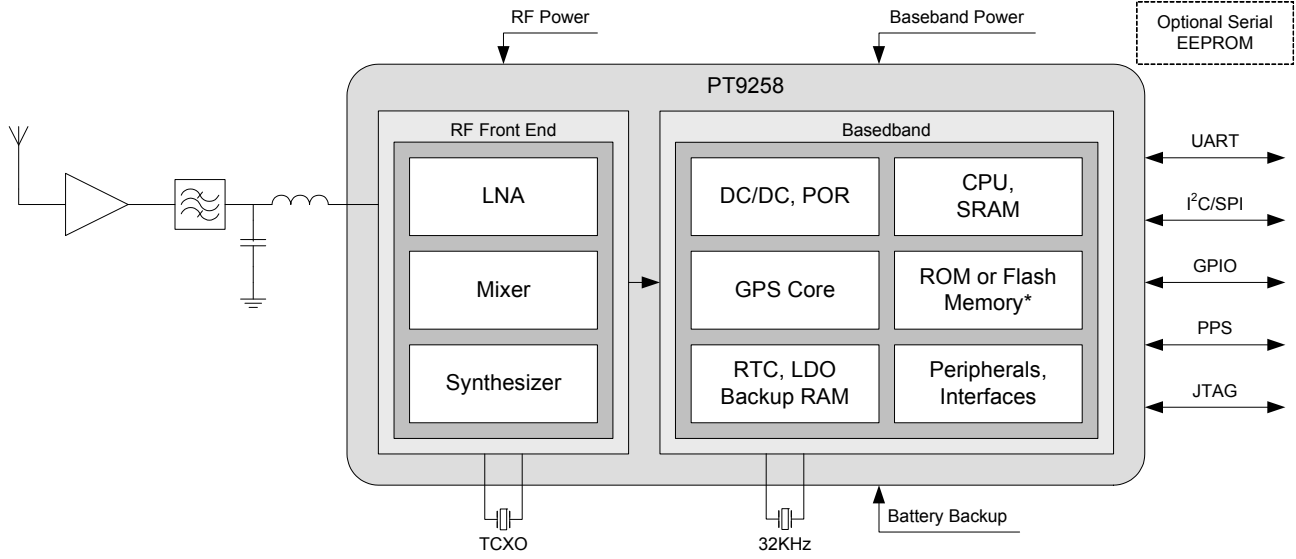 RF Power
Baseband Power
Optional Serial
EEPROM
PT9258
RF Front End
Basedband
LNA
DC/DC, POR
CPU,
SRAM
UART
I²C/SPI
Mixer
GPS Core
ROM or Flash
Memory*
GPIO
PPS
Synthesizer
RTC, LDO
Backup RAM
Peripherals,
Interfaces
JTAG
TCXO
32KHz
Battery Backup